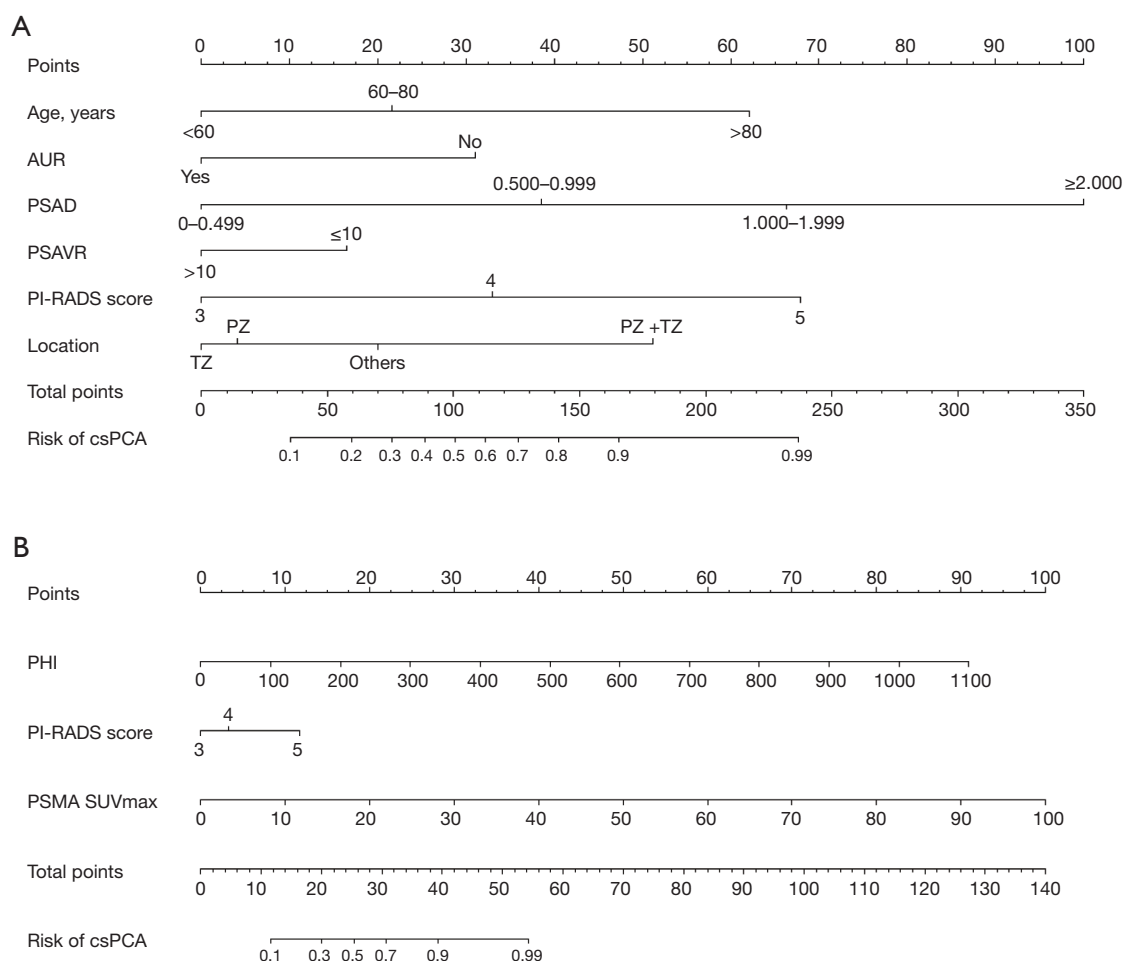 A
0 10 20 30 40 50 60 70 80 90 100
Points
60–80
Age, years
<60 >80
No
AUR
Yes
0.500–0.999 ≥2.000
PSAD
0–0.499 1.000–1.999
≤10
PSAVR
>10
4
PI-RADS score
3 5
PZ PZ +TZ
Location
TZ Others
Total points
0 50 100 150 200 250 300 350
Risk of csPCA
0.1 0.2 0.3 0.4 0.5 0.6 0.7 0.8 0.9 0.99
B
0 10 20 30 40 50 60 70 80 90 100
Points
PHI
0 100 200 300 400 500 600 700 800 900 1000 1100
4
PI-RADS score
3 5
PSMA SUVmax
0 10 20 30 40 50 60 70 80 90 100
Total points
0 10 20 30 40 50 60 70 80 90 100 110 120 130 140
Risk of csPCA
0.1 0.3 0.5 0.7 0.9 0.99